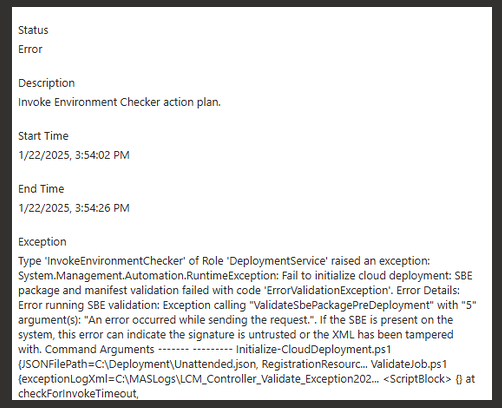 Status
Error
Description
Invoke Environment Checker action plan.
Start Time
1/22/2025, 3:54:02 PM
End Time
1/22/2025, 3:54:26 PM
Exception
Type 'InvokeEnvironmentChecker' of Role 'DeploymentService' raised an exception:
System.Management.Automation.RuntimeException: Fail to initialize cloud deployment: SBE
package and manifest validation failed with code 'ErrorValidationException'. Error Details:
Error running SBE validation: Exception calling "ValidateSbePackagePreDeployment" with "5"
argument(s): "An error occurred while sending the request.". If the SBE is present on the
system, this error can indicate the signature is untrusted or the XML has been tampered
with. Command Arguments ------- --------- Initialize-CloudDeployment.ps1
{JSONFilePath=C:\Deployment\Unattended.json, RegistrationResourc... ValidateJob.ps1
{exceptionLogXml=C:\MASLogs\LCM_Controller_Validate_Exception202... <ScriptBlock> {} at
checkForInvokeTimeout,